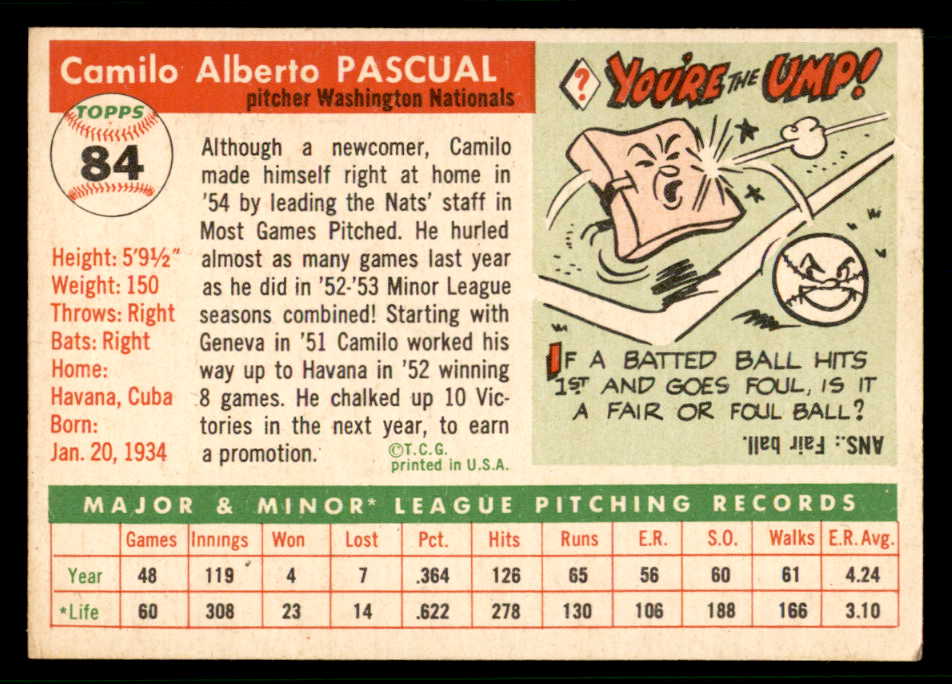 Camilo Alberto PASCUAL
pitcher Washington Nationals
TOPPS
84
Height: 5'9½"
Weight: 150
Throws: Right
Bats: Right
Home:
Havana, Cuba
Born:
Jan. 20, 1934
Although a newcomer, Camilo
made himself right at home in
'54 by leading the Nats' staff in
Most Games Pitched. He hurled
almost as many games last year
as he did in '52-'53 Minor League
seasons combined! Starting with
Geneva in '51 Camilo worked his
way up to Havana in '52 winning
8 games. He chalked up 10 Vic-
tories in the next year, to earn
a promotion.
©T.C.G.
printed in U.S.A.
? YOU'RE THE UMP!
IF A BATTED BALL HITS
1ST AND GOES FOUL, IS IT
A FAIR OR FOUL BALL?
ANS.: Fair ball.
MAJOR & MINOR* LEAGUE PITCHING RECORDS
Games Innings Won Lost Pct. Hits Runs E.R. S.O. Walks E.R. Avg.
Year 48 119 4 7 .364 126 65 56 60 61 4.24
*Life 60 308 23 14 .622 278 130 106 188 166 3.10